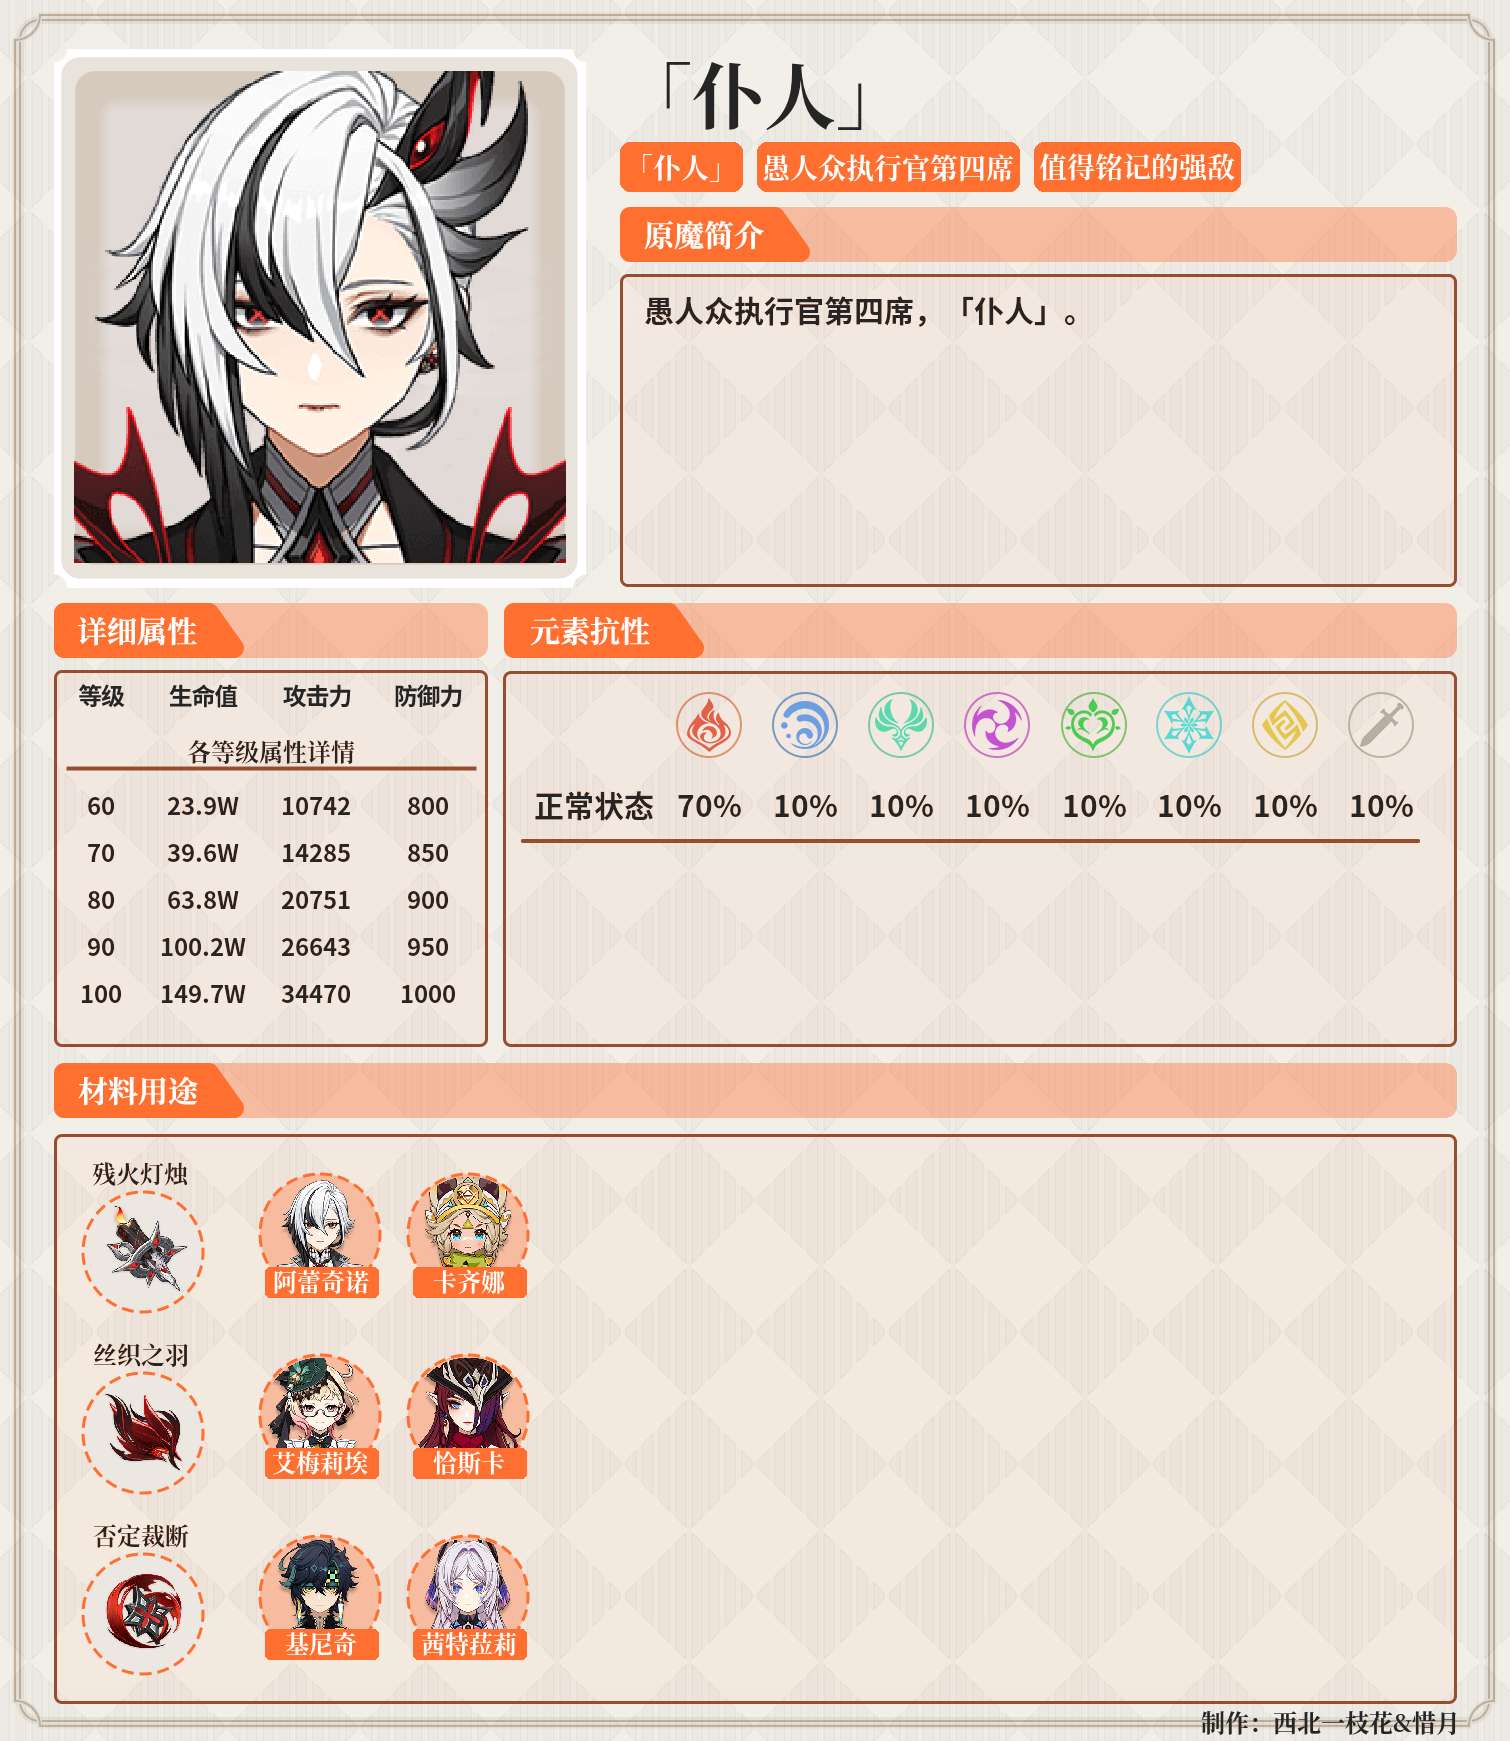 「仆人」
「仆人」 愚人众执行官第四席 值得铭记的强敌
原魔简介
愚人众执行官第四席，「仆人」。
详细属性
等级 生命值 攻击力 防御力
各等级属性详情
60 23.9W 10742 800
70 39.6W 14285 850
80 63.8W 20751 900
90 100.2W 26643 950
100 149.7W 34470 1000
元素抗性
正常状态 70% 10% 10% 10% 10% 10% 10% 10%
材料用途
残火灯烛
阿蕾奇诺 卡齐娜
丝织之羽
艾梅莉埃 恰斯卡
否定裁断
基尼奇 茜特菈莉
制作：西北一枝花&惜月